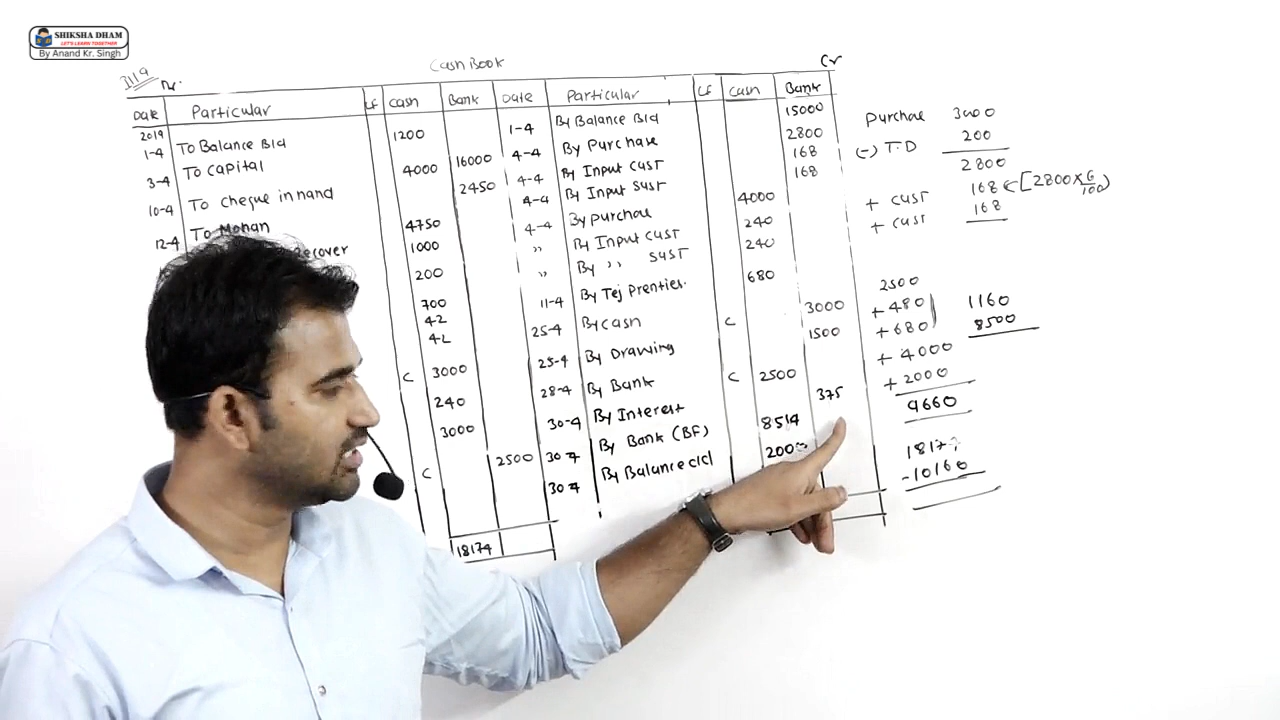 SHIKSHA DHAM
LET'S LEARN TOGETHER
By Anand Kr. Singh
Cash Book
Dr.
Cr
Date Particular LF Cash Bank Date Particular LF Cash Bank
2019
1-4 To Balance B/d 1200 1-4 By Balance B/d 15000
3-4 To Capital 4000 16000 4-4 By Purchase 2800
10-4 To Cheque in hand 2450 4-4 By Input CGST 168
4-4 By Input SGST 168
12-4 To Mohan 4750 4-4 By Purchase 4000
Recover 1000 " By Input CGST 240
200 " By " SGST 240
700 11-4 By Tej Prenties. 680
42 25-4 By Cash C 3000
42 25-4 By Drawing 1500
C 3000 28-4 By Bank C 2500
240 30-4 By Interest 375
3000 30-4 By Bank (BF) 8514
C 2500 30-4 By Balance C/d
18174
Purchase 3000
(-) T.D 200
2800
+ CGST 168 ← [2800×6/100)
+ CGST 168
2500
+ 480
+ 680
1160
8500
+ 4000
+ 2000
9660
-10160